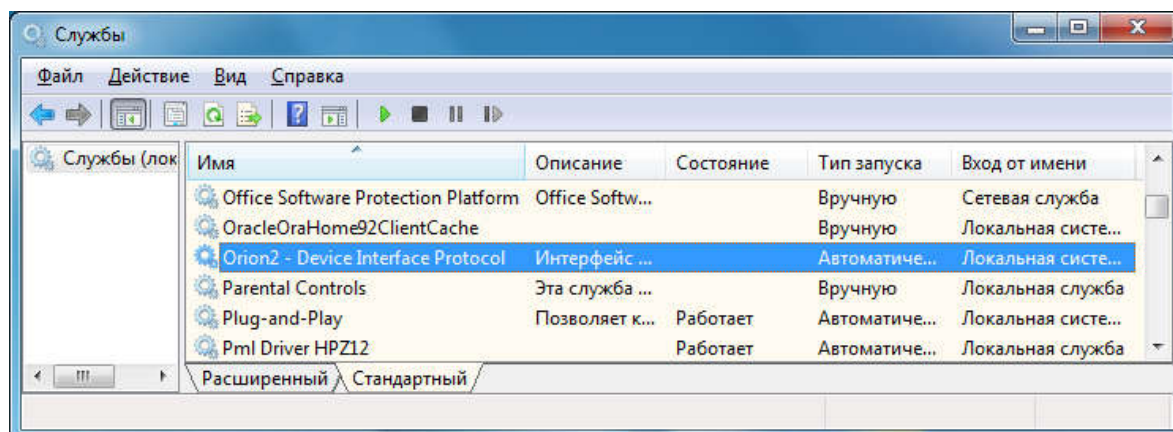 Службы
Файл Действие Вид Справка
Службы (лок
Имя Описание Состояние Тип запуска Вход от имени
Office Software Protection Platform Office Softw... Вручную Сетевая служба
OracleOraHome92ClientCache Вручную Локальная систе...
Orion2 - Device Interface Protocol Интерфейс ... Автоматиче... Локальная систе...
Parental Controls Эта служба ... Вручную Локальная служба
Plug-and-Play Позволяет к... Работает Автоматиче... Локальная систе...
Pml Driver HPZ12 Работает Автоматиче... Локальная служба
Расширенный Стандартный